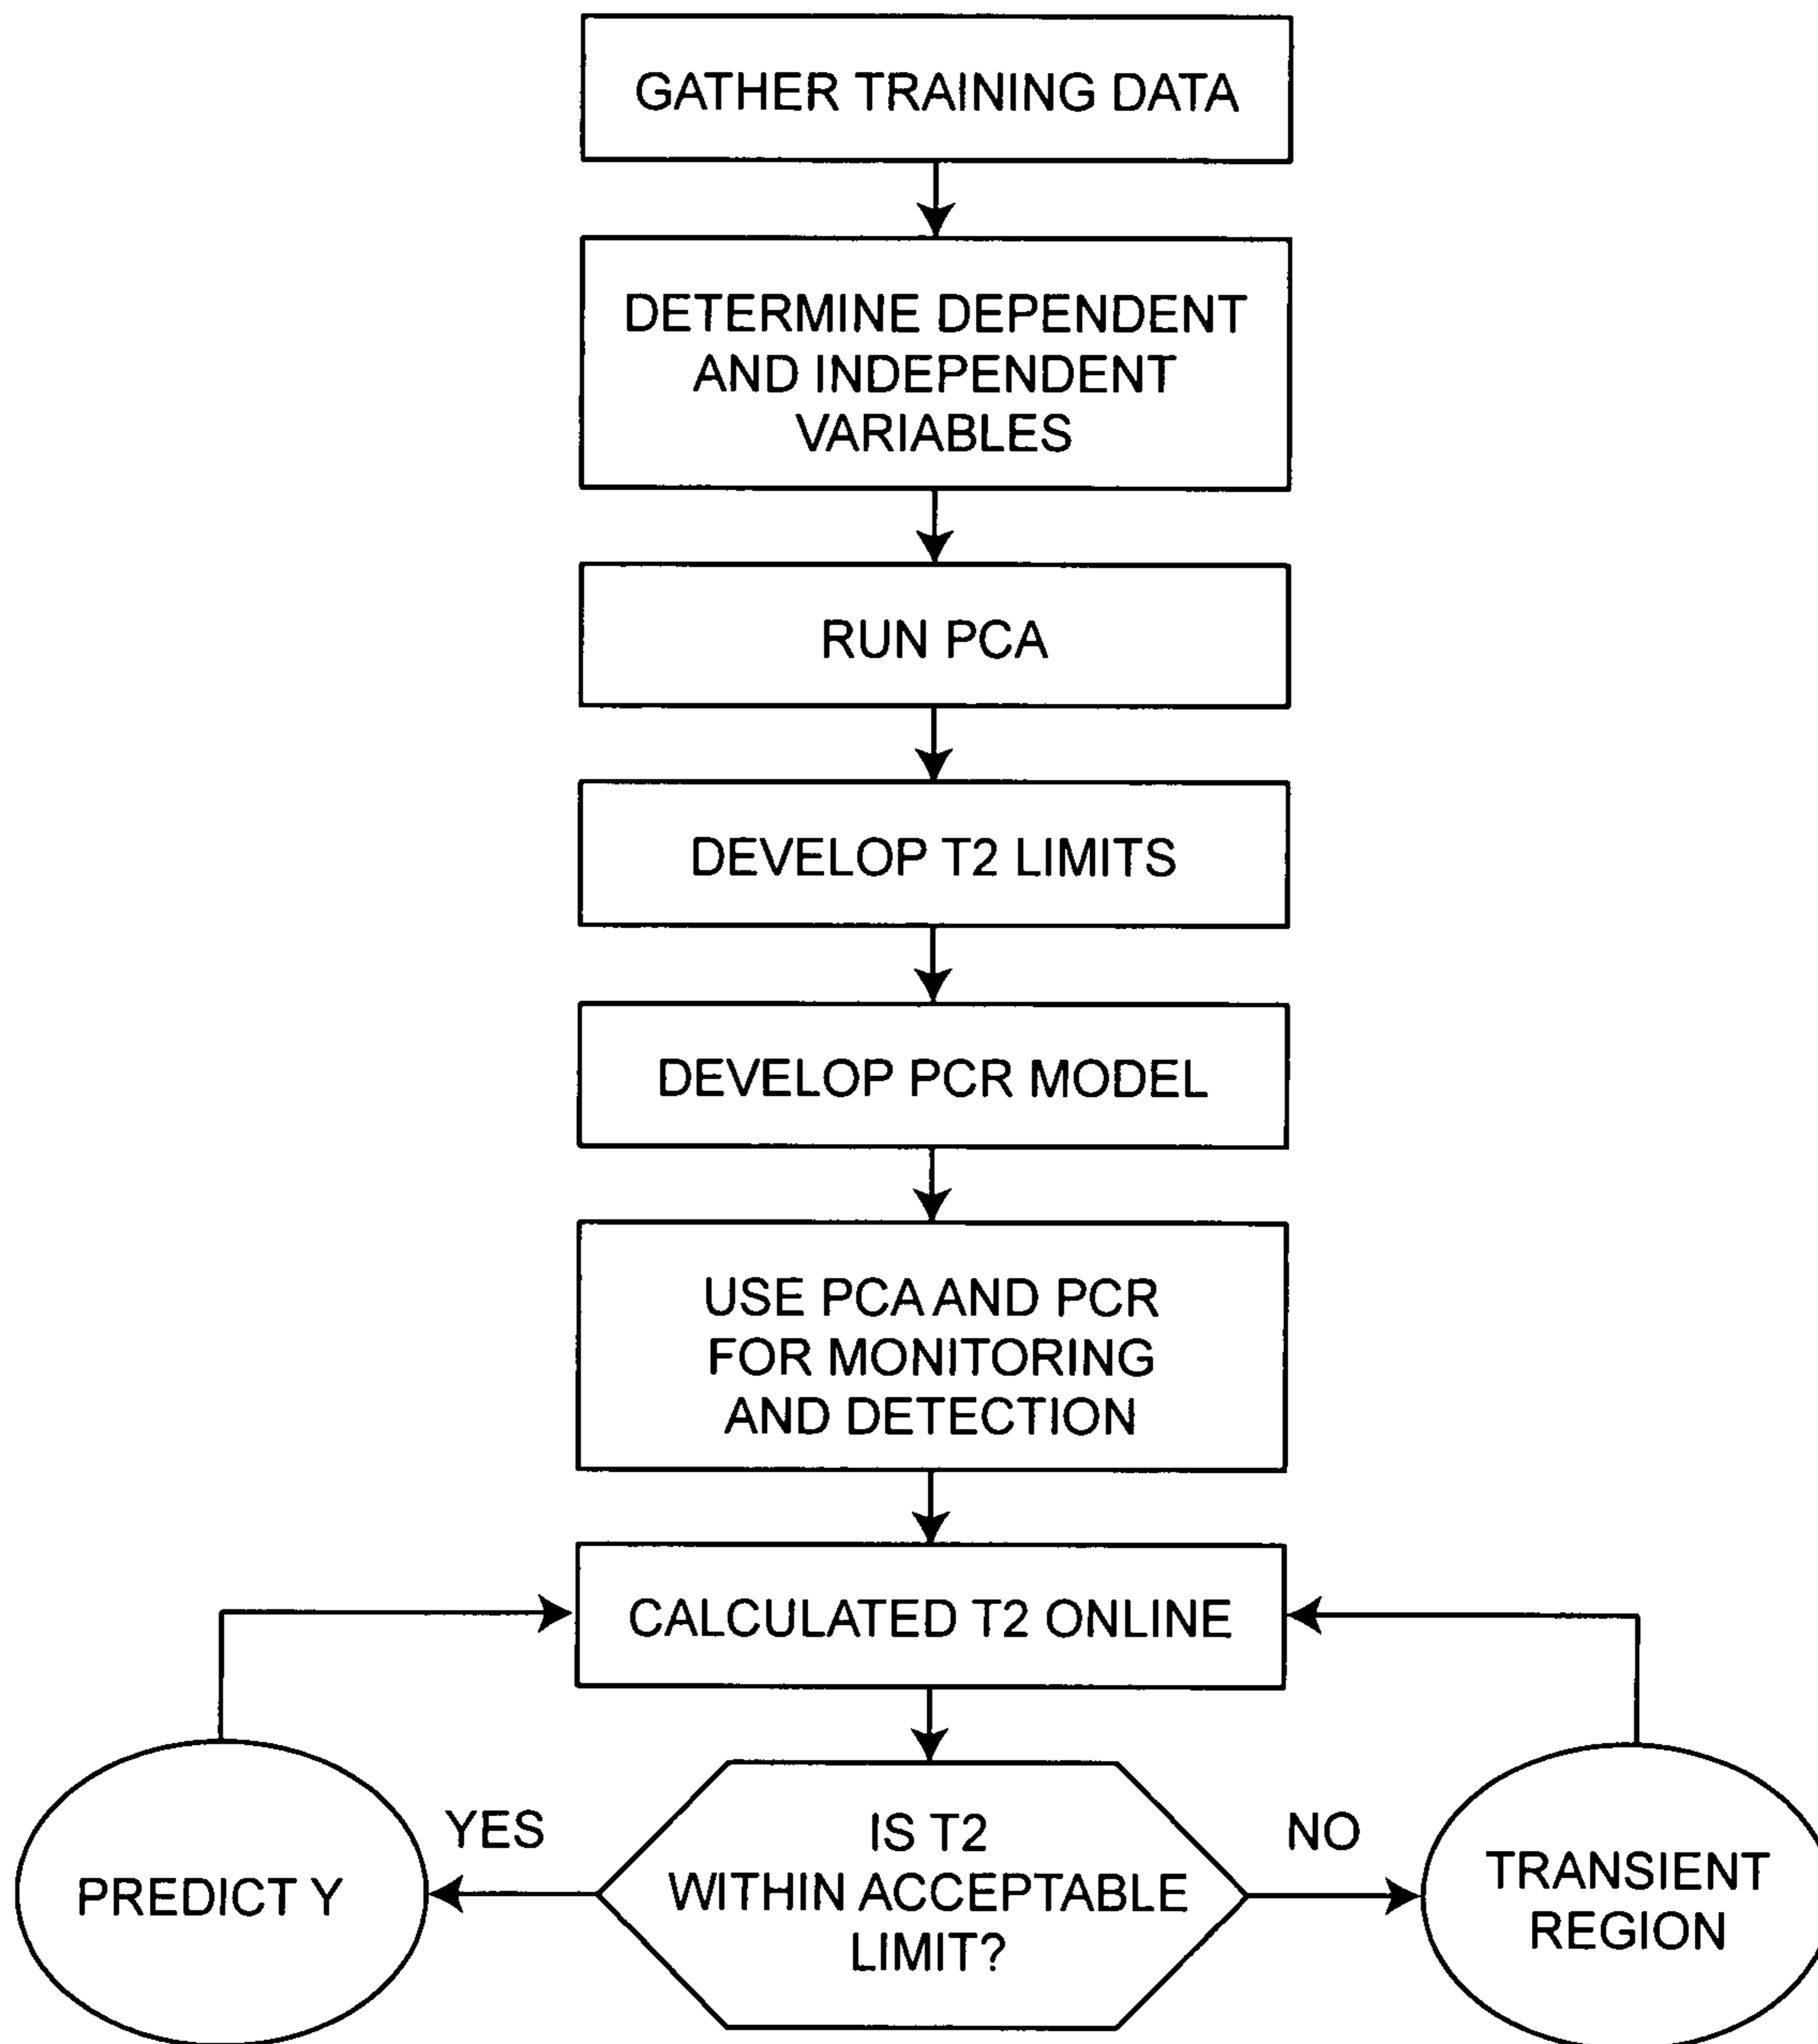 GATHER TRAINING DATA
DETERMINE DEPENDENT
AND INDEPENDENT
VARIABLES
RUN PCA
DEVELOP T2 LIMITS
DEVELOP PCR MODEL
USE PCA AND PCR
FOR MONITORING
AND DETECTION
CALCULATED T2 ONLINE
YES
IS T2
WITHIN ACCEPTABLE
LIMIT?
NO
PREDICT Y
TRANSIENT
REGION